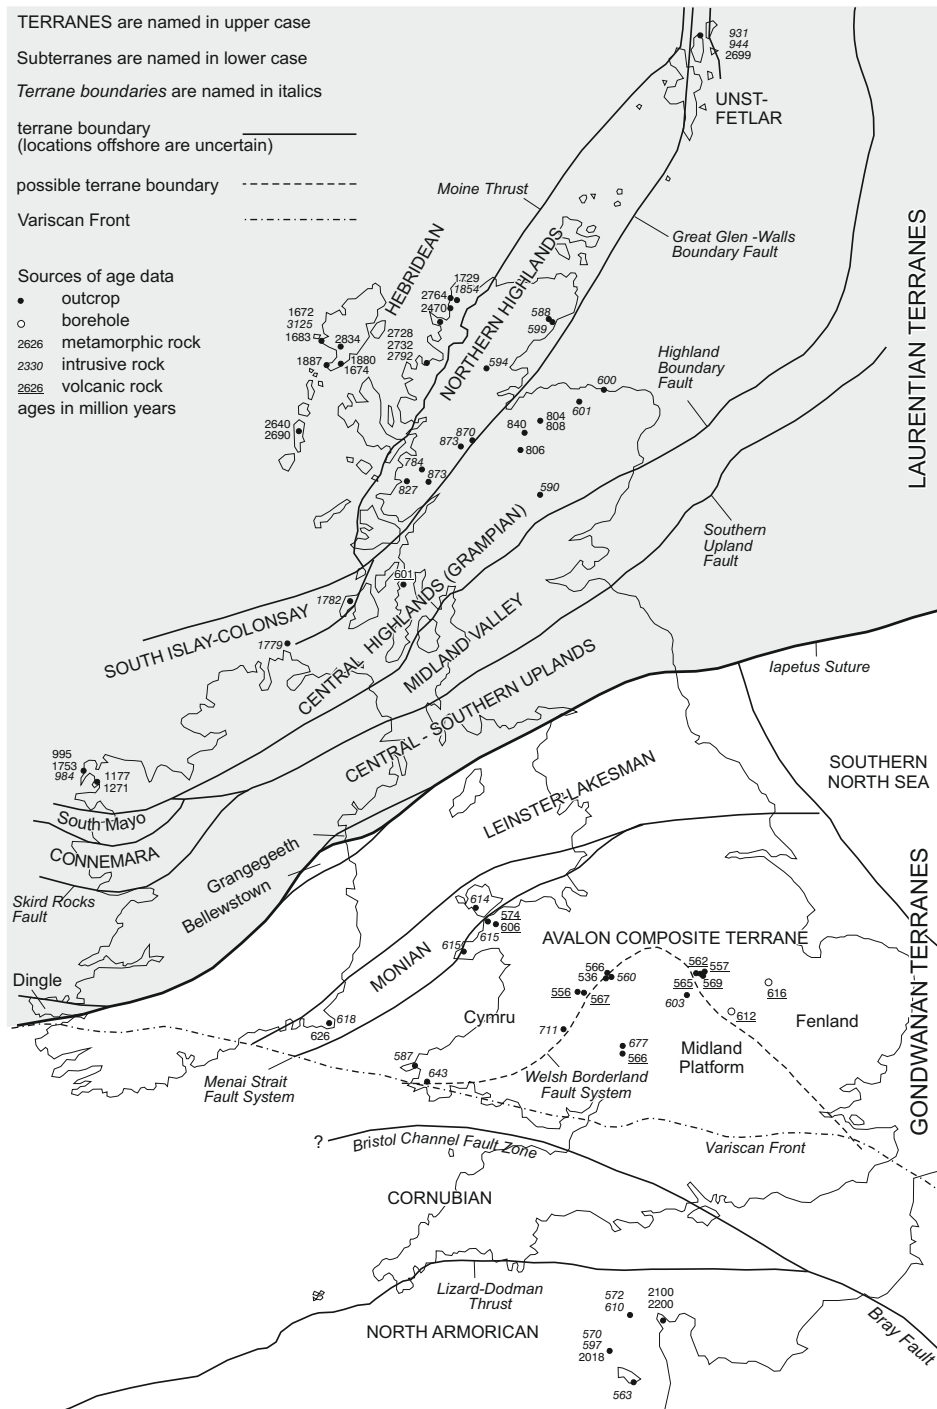 TERRANES are named in upper case
Subterranes are named in lower case
Terrane boundaries are named in italics
terrane boundary
(locations offshore are uncertain)
possible terrane boundary
Variscan Front
Sources of age data
outcrop
borehole
2626 metamorphic rock
2330 intrusive rock
2626 volcanic rock
ages in million years
931
944
2699
UNST-
FETLAR
Moine Thrust
Great Glen -Walls
Boundary Fault
HEBRIDEAN
NORTHERN HIGHLANDS
LAURENTIAN TERRANES
1729
1854
2764
2470
1672
3125
1683
2834
2728
2732
2792
1887
1880
1674
588
599
594
Highland
Boundary
Fault
600
601
2640
2690
870
873
840
804
808
806
784
827
873
590
Southern
Upland
Fault
601
1782
SOUTH ISLAY-COLONSAY
1779
CENTRAL HIGHLANDS (GRAMPIAN)
MIDLAND VALLEY
CENTRAL - SOUTHERN UPLANDS
Iapetus Suture
995
1753
984
1177
1271
South Mayo
CONNEMARA
Skird Rocks
Fault
Grangegeeth
Bellewstown
LEINSTER-LAKESMAN
SOUTHERN
NORTH SEA
GONDWANAN TERRANES
614
574
606
615
615
MONIAN
AVALON COMPOSITE TERRANE
Dingle
566
536
560
562
557
565
569
556
567
603
616
612
618
626
Cymru
Fenland
711
677
566
Midland
Platform
587
643
Menai Strait
Fault System
Welsh Borderland
Fault System
Variscan Front
?
Bristol Channel Fault Zone
CORNUBIAN
Lizard-Dodman
Thrust
NORTH ARMORICAN
572
610
2100
2200
570
597
2018
563
Bray Fault